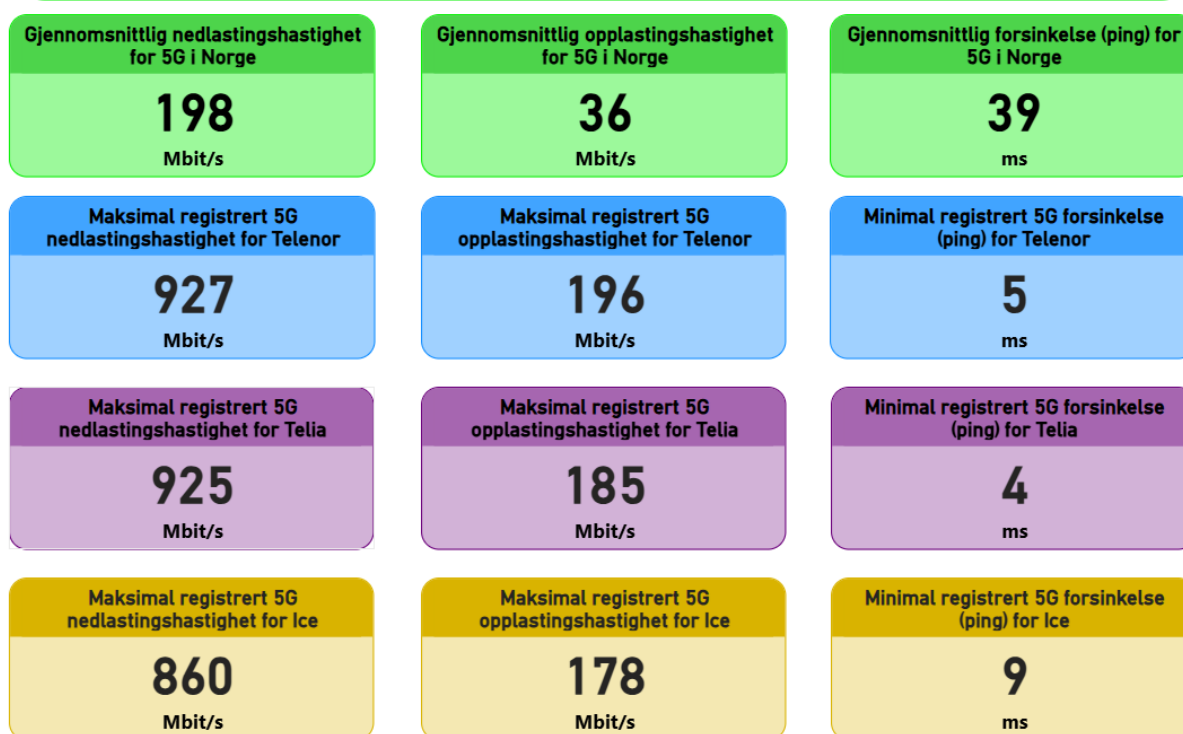 Gjennomsnittlig nedlastingshastighet
for 5G i Norge
198
Mbit/s
Gjennomsnittlig opplastingshastighet
for 5G i Norge
36
Mbit/s
Gjennomsnittlig forsinkelse (ping) for
5G i Norge
39
ms
Maksimal registrert 5G
nedlastingshastighet for Telenor
927
Mbit/s
Maksimal registrert 5G
opplastingshastighet for Telenor
196
Mbit/s
Minimal registrert 5G forsinkelse
(ping) for Telenor
5
ms
Maksimal registrert 5G
nedlastingshastighet for Telia
925
Mbit/s
Maksimal registrert 5G
opplastingshastighet for Telia
185
Mbit/s
Minimal registrert 5G forsinkelse
(ping) for Telia
4
ms
Maksimal registrert 5G
nedlastingshastighet for Ice
860
Mbit/s
Maksimal registrert 5G
opplastingshastighet for Ice
178
Mbit/s
Minimal registrert 5G forsinkelse
(ping) for Ice
9
ms